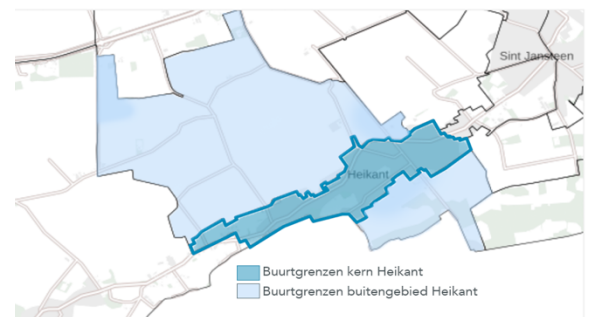 Sint Jansteen
Heikant
Buurtgrenzen kern Heikant
Buurtgrenzen buitengebied Heikant